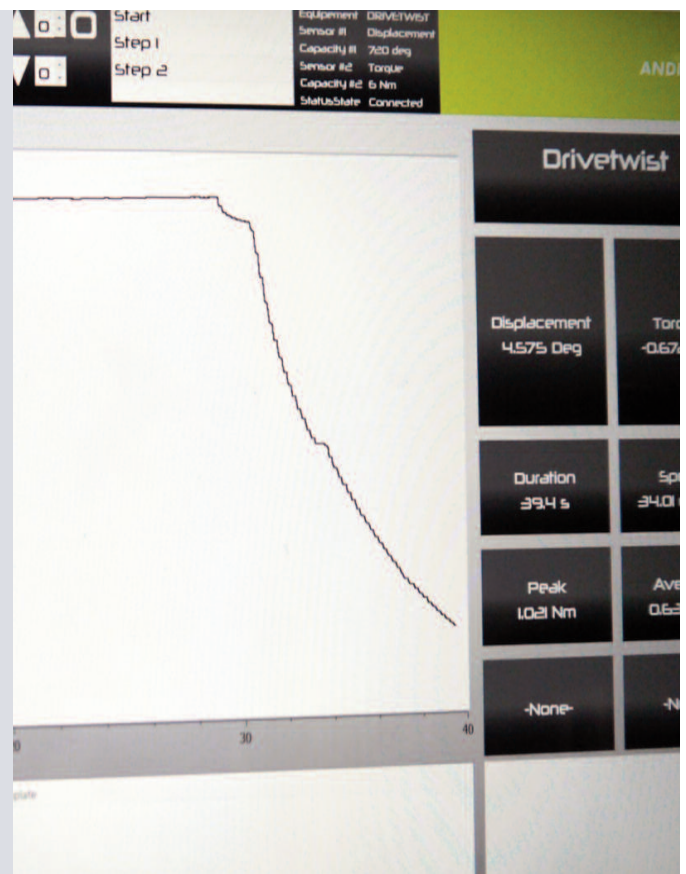 Start
Step 1
Step 2
Equipement DRIVETWIST
Sensor #1 Displacement
Capacity #1 720 deg
Sensor #2 Torque
Capacity #2 6 Nm
StatusState Connected
Drivetwist
Displacement
4.575 Deg
Duration
39.4 s
34.01
Peak
1.021 Nm
-None-
30
40